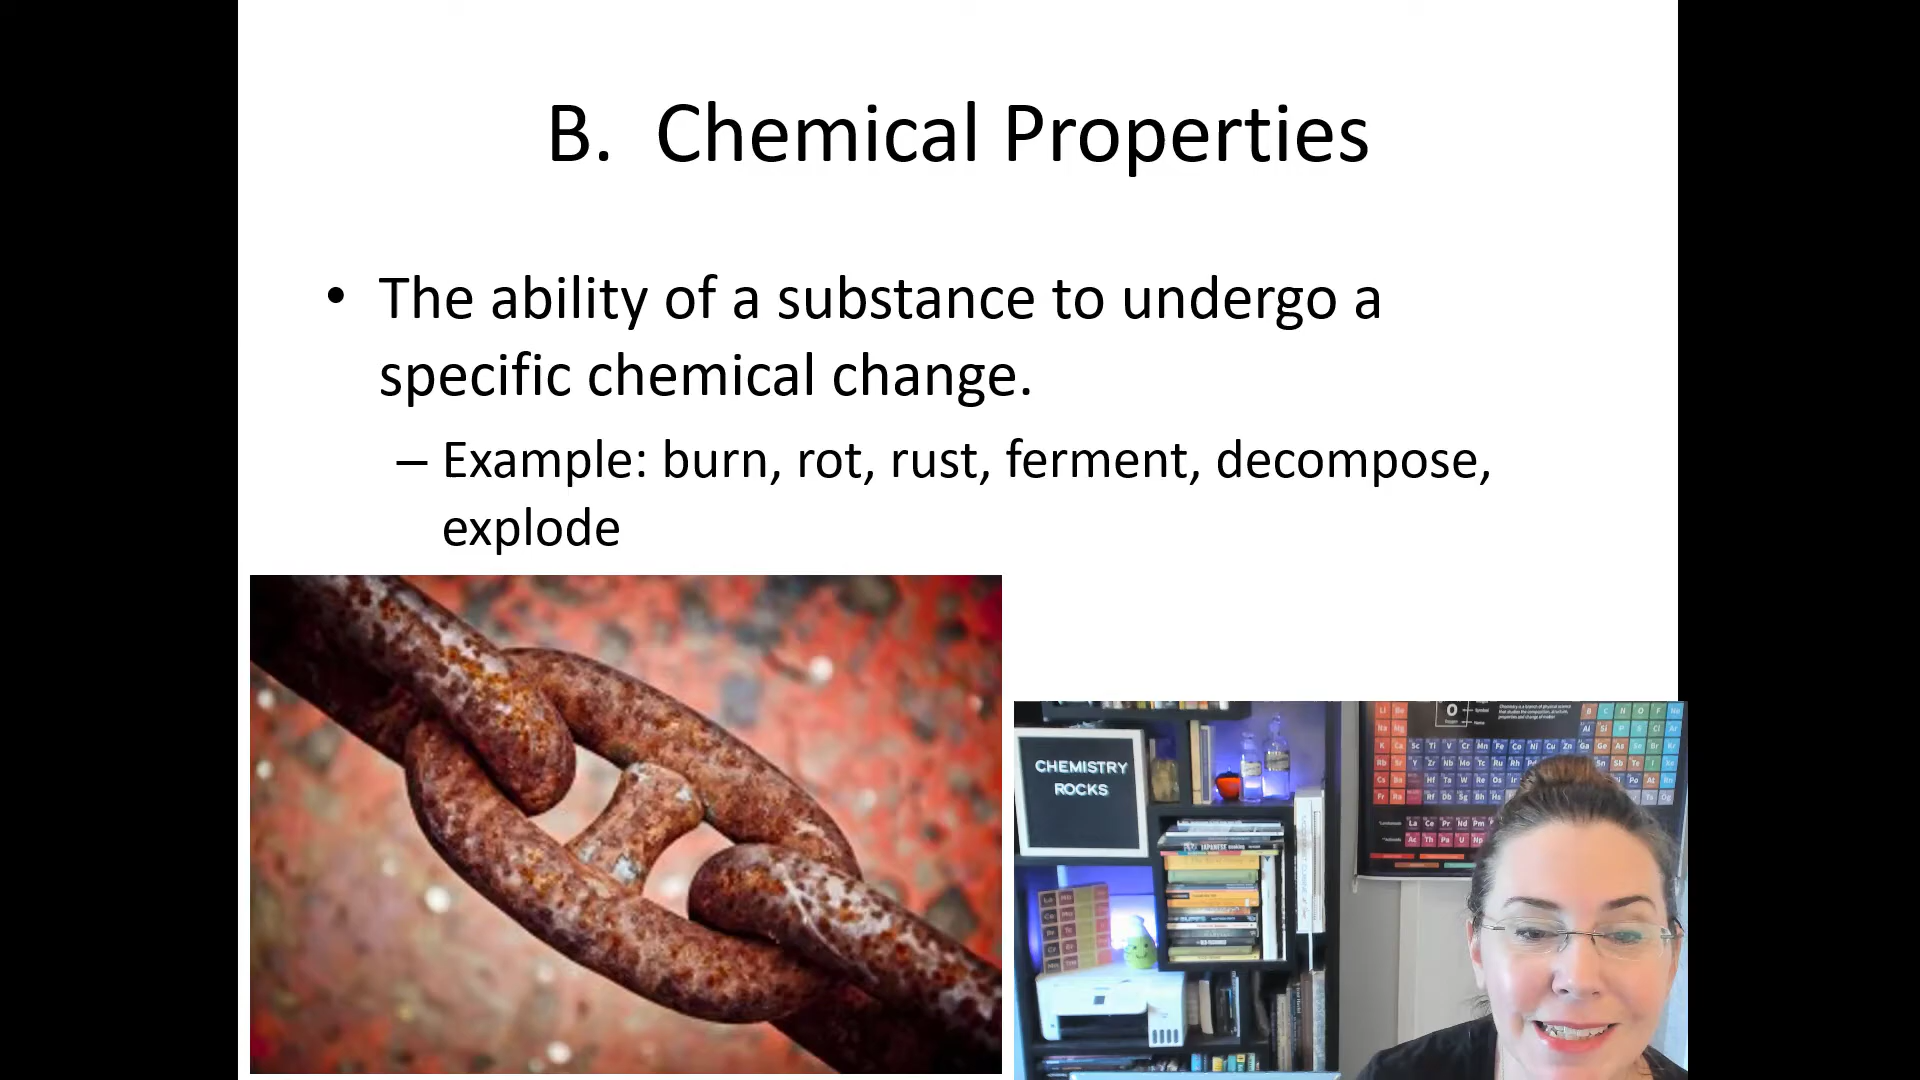 B. Chemical Properties
• The ability of a substance to undergo a
specific chemical change.
– Example: burn, rot, rust, ferment, decompose,
explode
CHEMISTRY
ROCKS